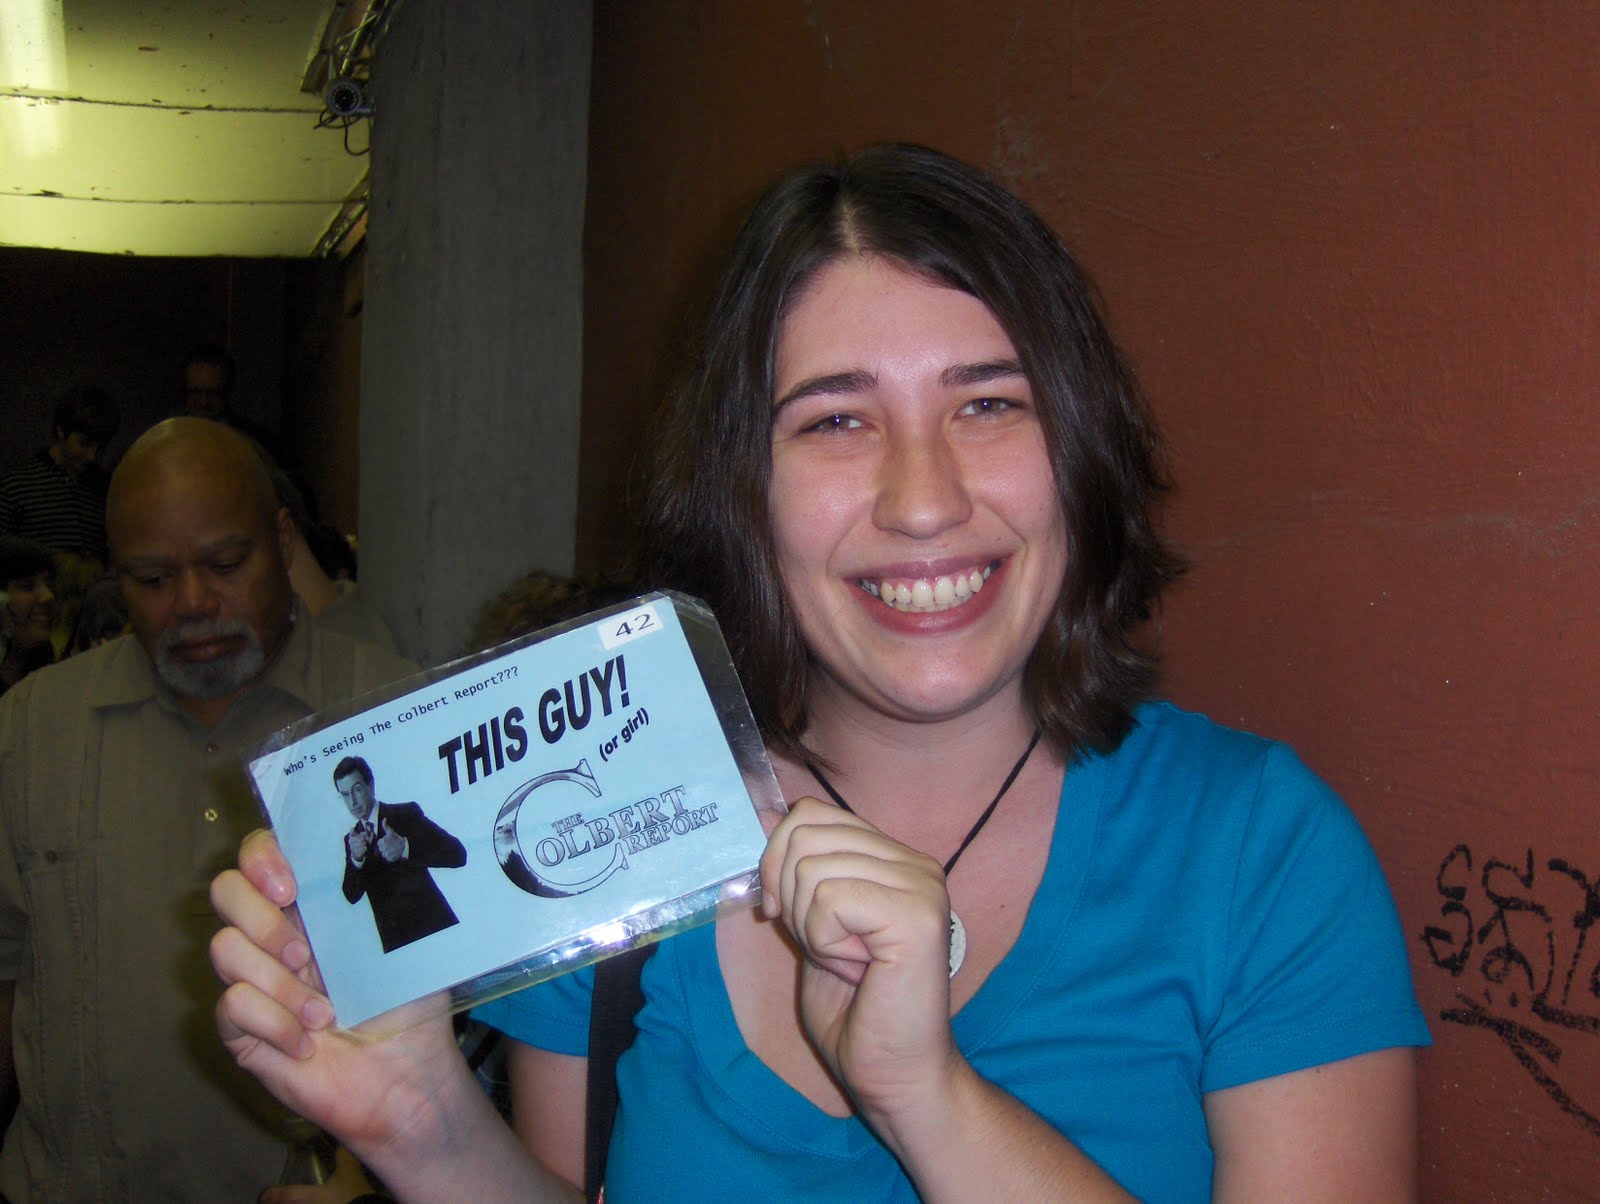 42
Who's Seeing The Colbert Report???
THIS GUY!
(or girl)
THE
COLBERT
REPORT